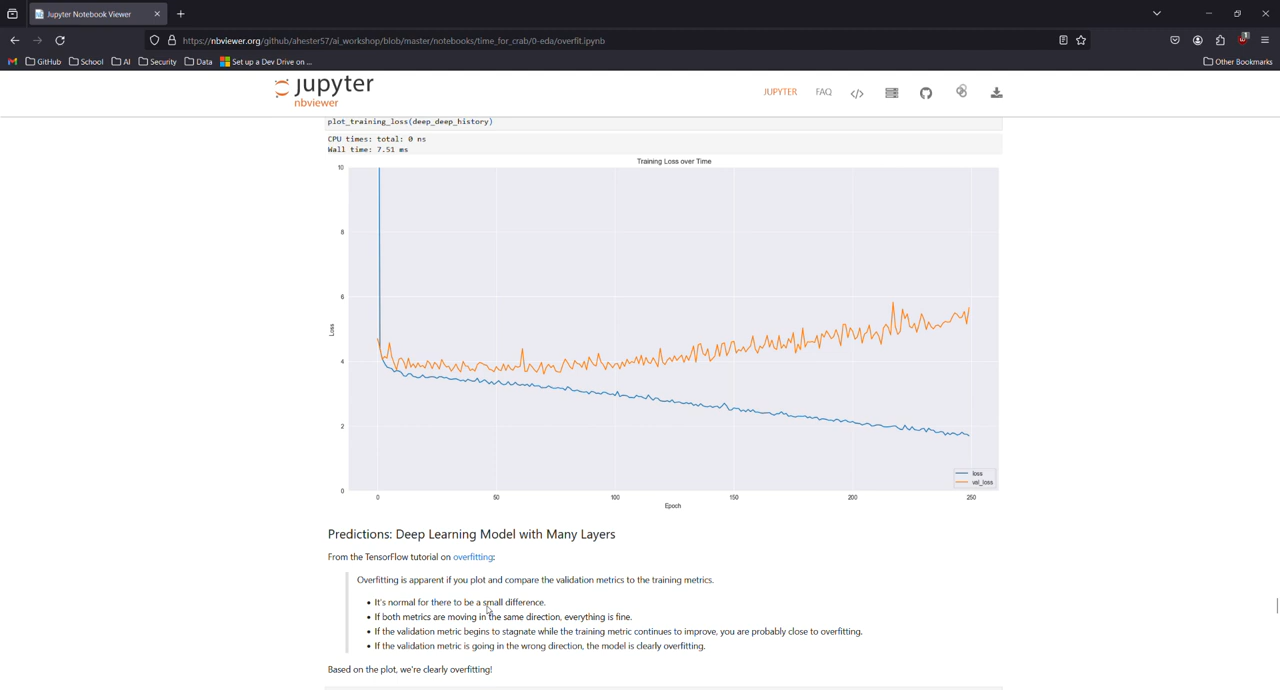 Jupyter Notebook Viewer
https://nbviewer.org/github/ahester57/ai_workshop/blob/master/notebooks/time_for_crab/0-eda/overfit.ipynb
1
GitHub School AI Security Data Set up a Dev Drive on ... Other Bookmarks
jupyter
nbviewer
JUPYTER FAQ
plot_training_loss(deep_deep_history)
CPU times: total: 0 ns
Wall time: 7.51 ms
Training Loss over Time
10
8
6
4
2
0
Loss
0 50 100 150 200 250
Epoch
loss
val_loss
Predictions: Deep Learning Model with Many Layers
From the TensorFlow tutorial on overfitting:
Overfitting is apparent if you plot and compare the validation metrics to the training metrics.
• It's normal for there to be a small difference.
• If both metrics are moving in the same direction, everything is fine.
• If the validation metric begins to stagnate while the training metric continues to improve, you are probably close to overfitting.
• If the validation metric is going in the wrong direction, the model is clearly overfitting.
Based on the plot, we're clearly overfitting!